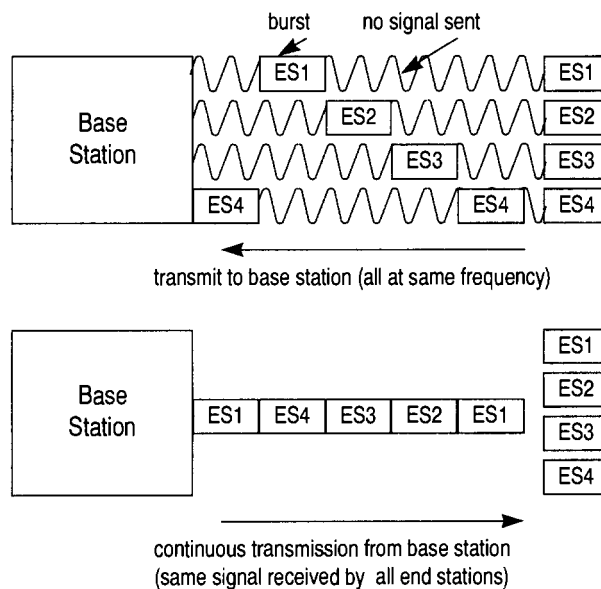 burst no signal sent
ES1 ES1
Base
Station
ES2 ES2
ES3 ES3
ES4 ES4 ES4
transmit to base station (all at same frequency)
Base
Station
ES1 ES4 ES3 ES2 ES1
ES1
ES2
ES3
ES4
continuous transmission from base station
(same signal received by all end stations)